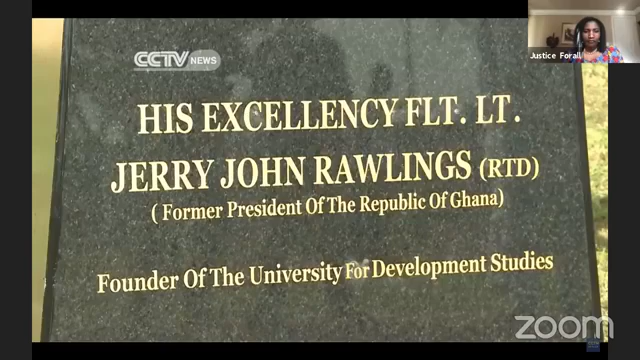 CCTV NEWS
Justice Forall
HIS EXCELLENCY FLT. LT.
JERRY JOHN RAWLINGS (RTD)
( Former President Of The Republic Of Ghana)
Founder Of The University For Development Studies
zoom